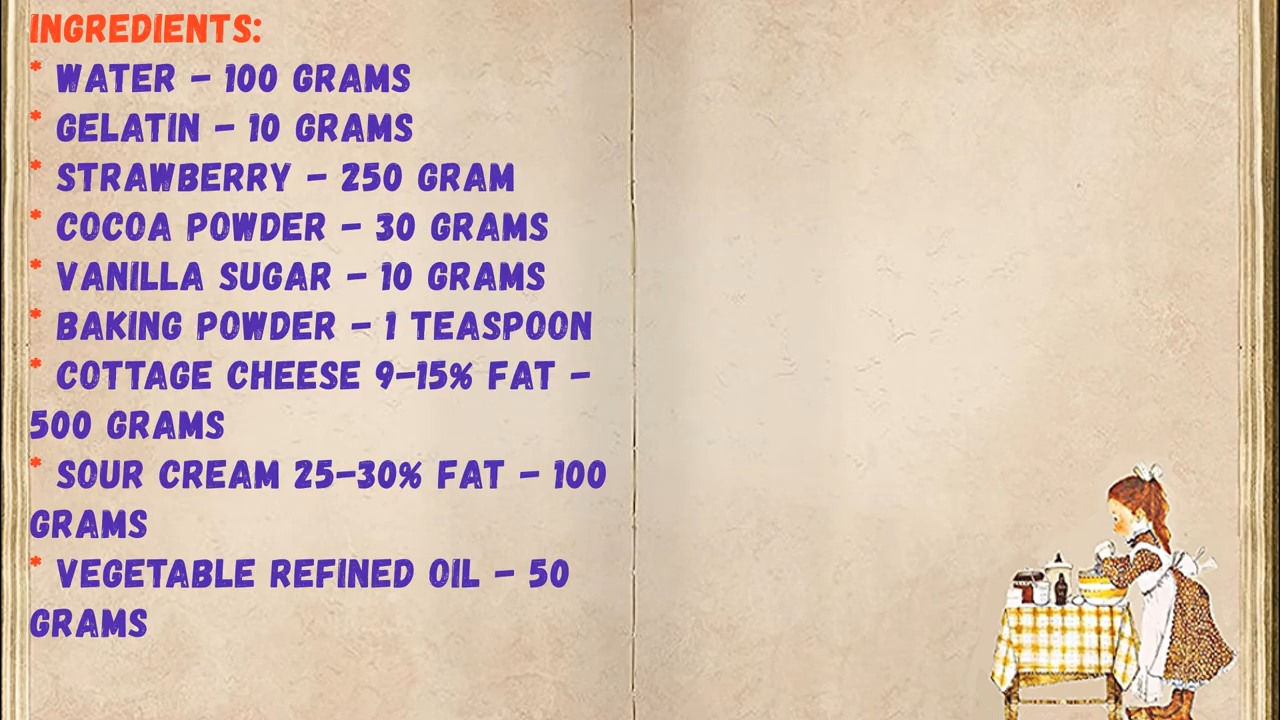 INGREDIENTS:
* WATER – 100 GRAMS
* GELATIN – 10 GRAMS
* STRAWBERRY – 250 GRAM
* COCOA POWDER – 30 GRAMS
* VANILLA SUGAR – 10 GRAMS
* BAKING POWDER – 1 TEASPOON
* COTTAGE CHEESE 9–15% FAT –
500 GRAMS
* SOUR CREAM 25–30% FAT – 100
GRAMS
* VEGETABLE REFINED OIL – 50
GRAMS